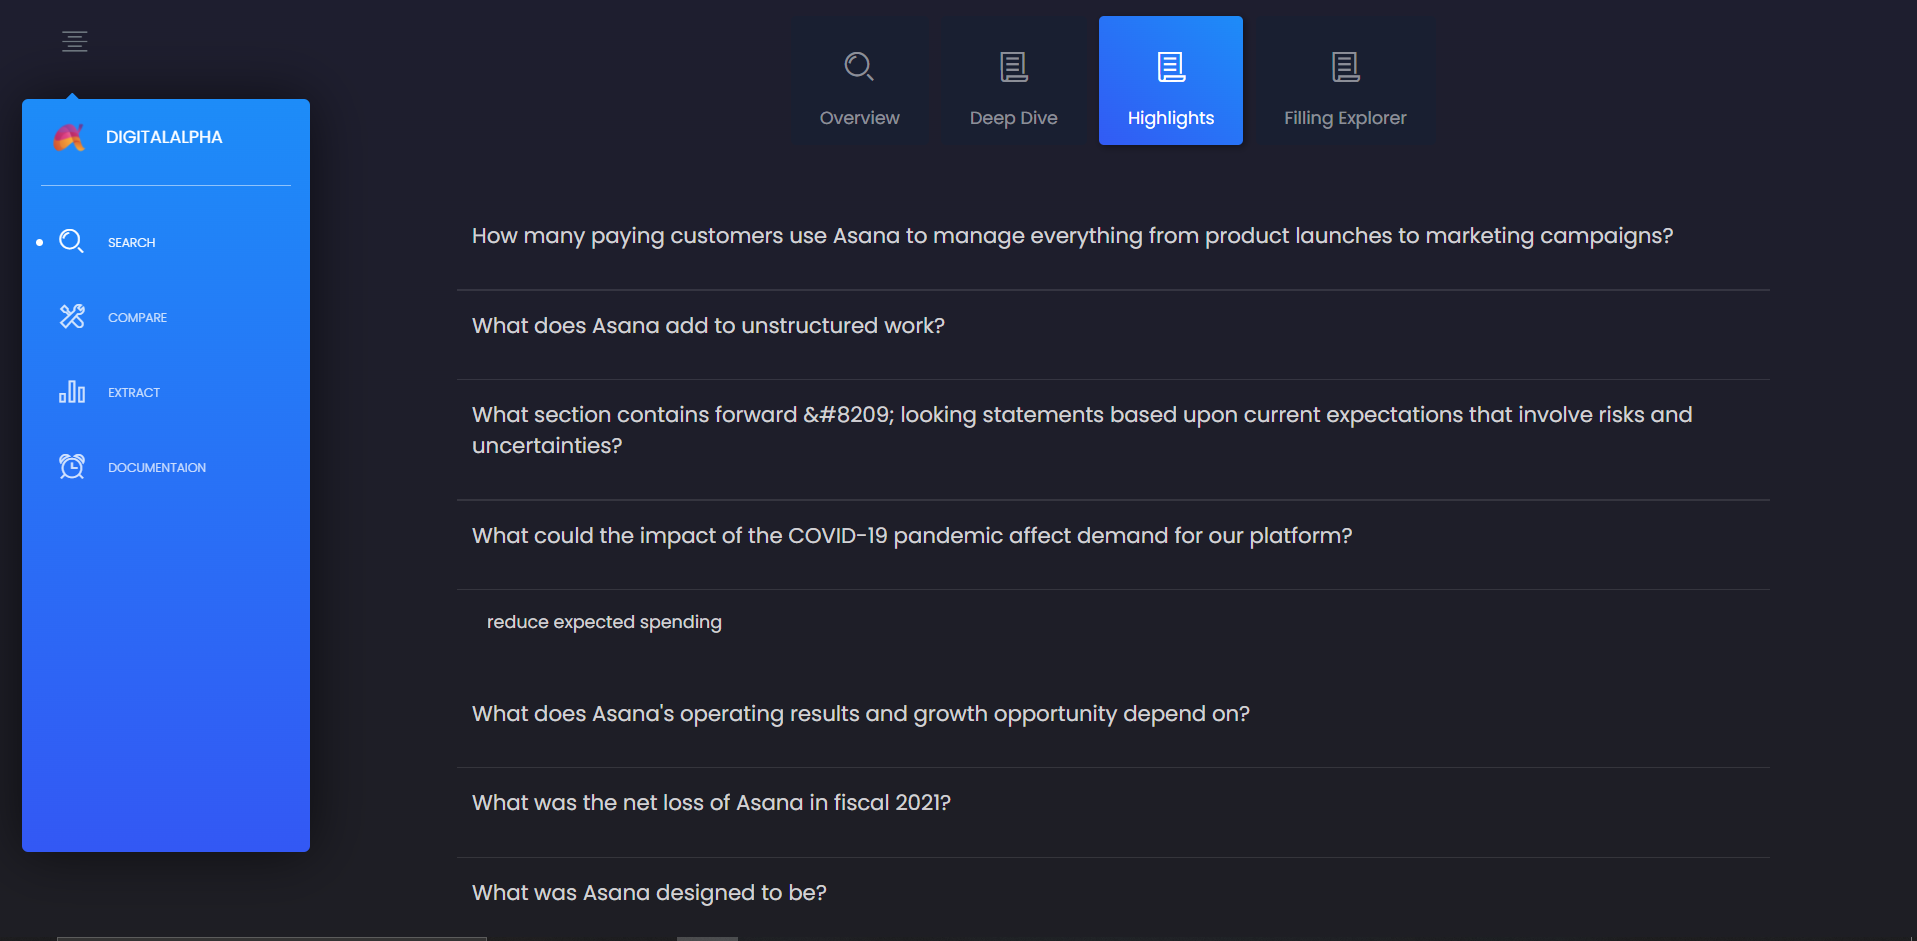 Overview
Deep Dive
Highlights
Filling Explorer
DIGITALALPHA
SEARCH
COMPARE
EXTRACT
DOCUMENTAION
How many paying customers use Asana to manage everything from product launches to marketing campaigns?
What does Asana add to unstructured work?
What section contains forward &#8209; looking statements based upon current expectations that involve risks and
uncertainties?
What could the impact of the COVID-19 pandemic affect demand for our platform?
reduce expected spending
What does Asana's operating results and growth opportunity depend on?
What was the net loss of Asana in fiscal 2021?
What was Asana designed to be?